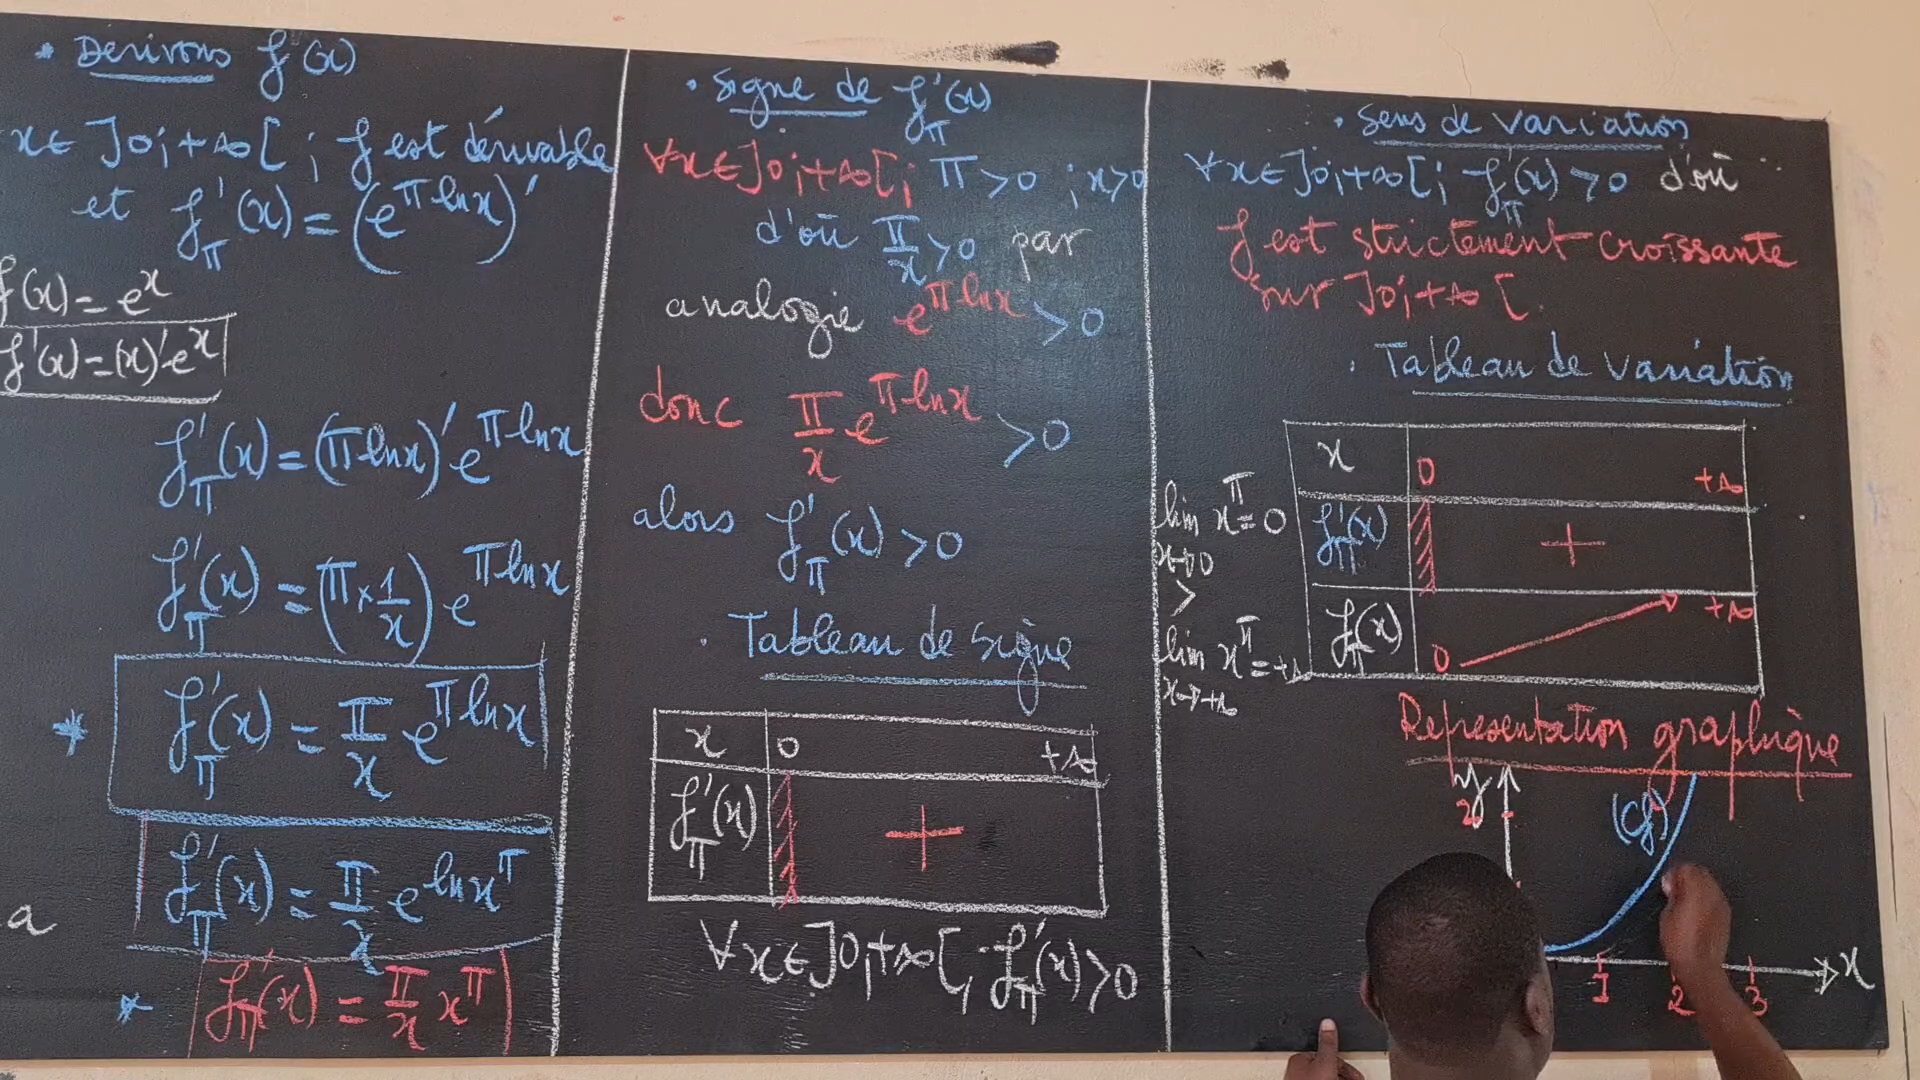 * Derivons f'(x)
x∈ ]0;+∞[ ; f est dérivable
et f'π(x) = (e^(π ln x))'
f(x) = e^x
f'(x) = (x)'e^x
f'π(x) = (π ln x)' e^(π ln x)
f'π(x) = (π × 1/x) e^(π ln x)
* f'π(x) = π/x e^(π ln x)
f'π(x) = π/x e^(ln x^π)
a
* f'π(x) = π/x x^π
• Signe de f'π(x)
∀x∈]0;+∞[; π>0 ; x>0
d'où π/x >0 par
analogie e^(π ln x) >0
donc π/x e^(π ln x) >0
alors f'π(x) >0
• Tableau de signe
x 0 +∞
f'π(x) +
∀x∈]0;+∞[, f'π(x)>0
• Sens de variation
∀x∈]0;+∞[; f'π(x) >0 d'où
f est strictement croissante
sur ]0;+∞[.
• Tableau de variation
x 0 +∞
f'π(x) +
fπ(x) 0 +∞
lim x^π = 0
x→0
>
lim x^π = +∞
x→+∞
Representation graphique
y
2
(Cf)
x
1 2 3